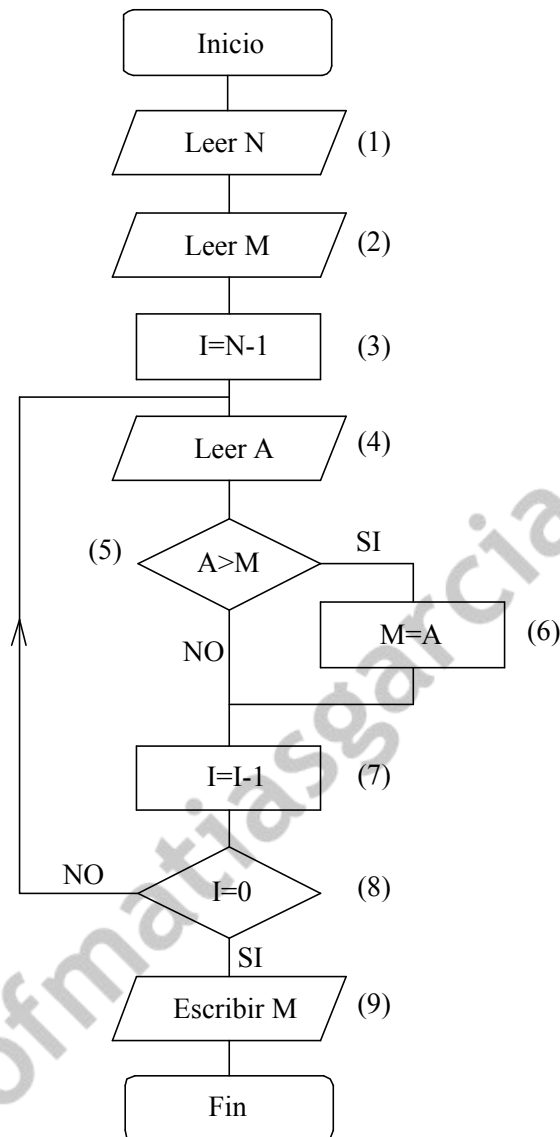 Inicio
Leer N (1)
Leer M (2)
I=N-1 (3)
Leer A (4)
(5) A>M SI
M=A (6)
NO
I=I-1 (7)
NO I=0 (8)
SI
Escribir M (9)
Fin
ofmatiasgarcia